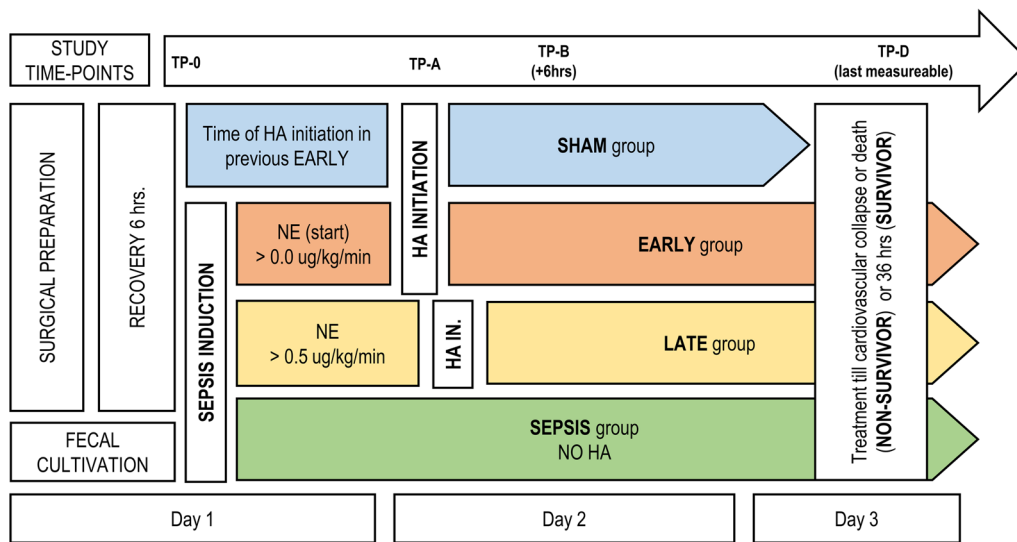 STUDY
TIME-POINTS
TP-0
TP-A
TP-B
(+6hrs)
TP-D
(last measureable)
SURGICAL PREPARATION
RECOVERY 6 hrs.
Time of HA initiation in
previous EARLY
HA INITIATION
SHAM group
SEPSIS INDUCTION
NE (start)
> 0.0 ug/kg/min
EARLY group
NE
> 0.5 ug/kg/min
HA IN.
LATE group
SEPSIS group
NO HA
Treatment till cardiovascular collapse or death
(NON-SURVIVOR) or 36 hrs (SURVIVOR)
FECAL
CULTIVATION
Day 1
Day 2
Day 3